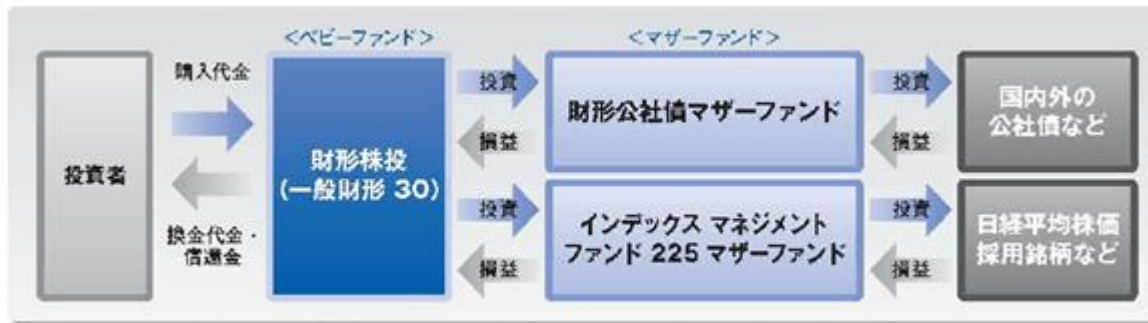 <ベビーファンド>
<マザーファンド>
投資者
購入代金
換金代金・
償還金
財形株投
(一般財形 30)
投資
損益
財形公社債マザーファンド
投資
損益
国内外の
公社債など
投資
損益
インデックス マネジメント
ファンド 225 マザーファンド
投資
損益
日経平均株価
採用銘柄など